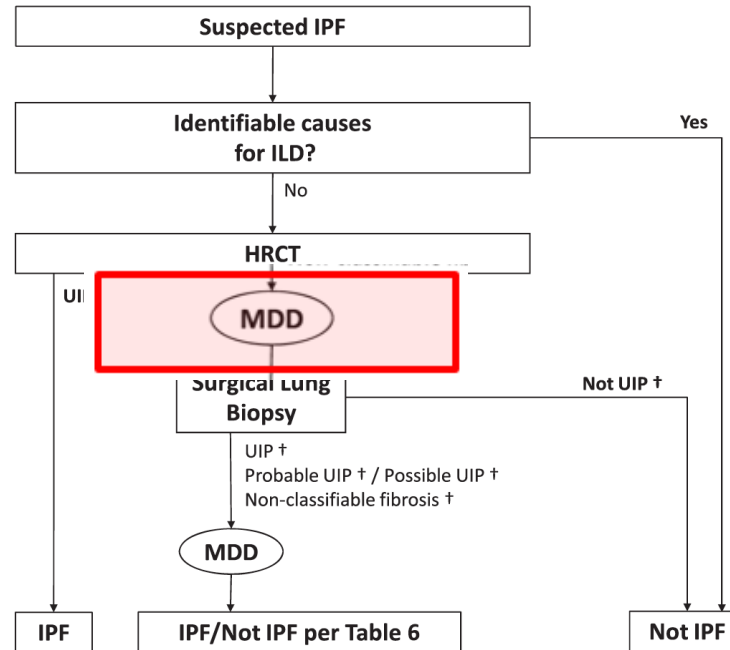 Suspected IPF
Identifiable causes
for ILD?
Yes
No
HRCT
MDD
Surgical Lung
Biopsy
Not UIP †
UIP †
Probable UIP † / Possible UIP †
Non-classifiable fibrosis †
MDD
IPF
IPF/Not IPF per Table 6
Not IPF